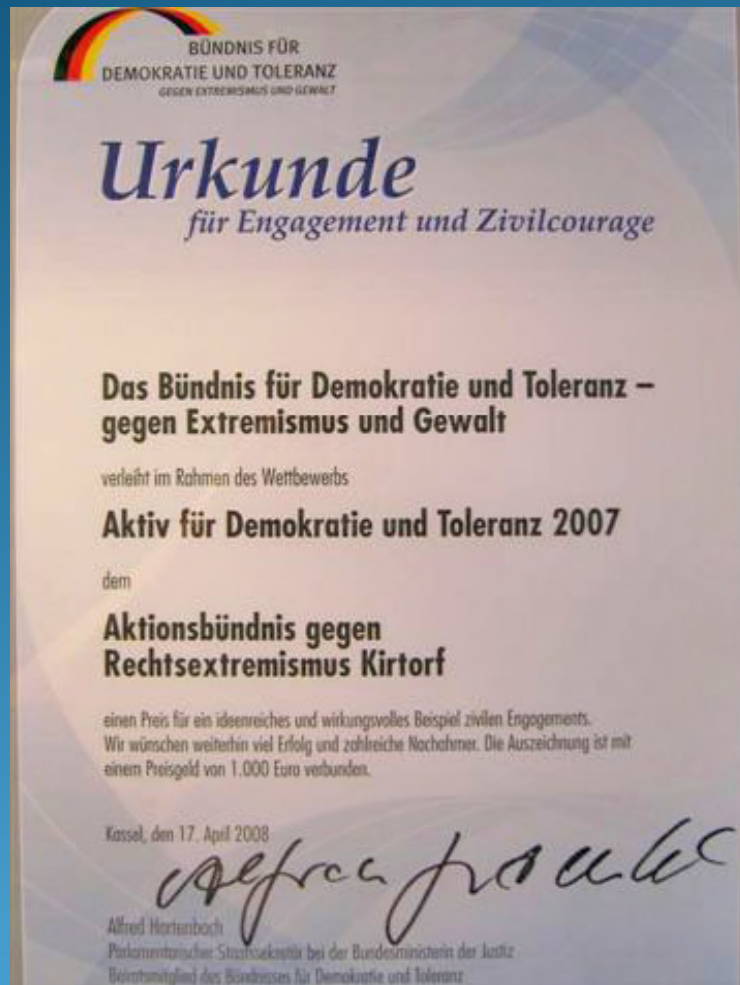 BÜNDNIS FÜR
DEMOKRATIE UND TOLERANZ
GEGEN EXTREMISMUS UND GEWALT
Urkunde
für Engagement und Zivilcourage
Das Bündnis für Demokratie und Toleranz –
gegen Extremismus und Gewalt
verleiht im Rahmen des Wettbewerbs
Aktiv für Demokratie und Toleranz 2007
dem
Aktionsbündnis gegen
Rechtsextremismus Kirtorf
einen Preis für ein ideenreiches und wirkungsvolles Beispiel zivilen Engagements.
Wir wünschen weiterhin viel Erfolg und zahlreiche Nachahmer. Die Auszeichnung ist mit
einem Preisgeld von 1.000 Euro verbunden.
Kassel, den 17. April 2008
Alfred Hartenbach
Parlamentarischer Staatssekretär bei der Bundesministerin der Justiz
Beiratsmitglied des Bündnisses für Demokratie und Toleranz